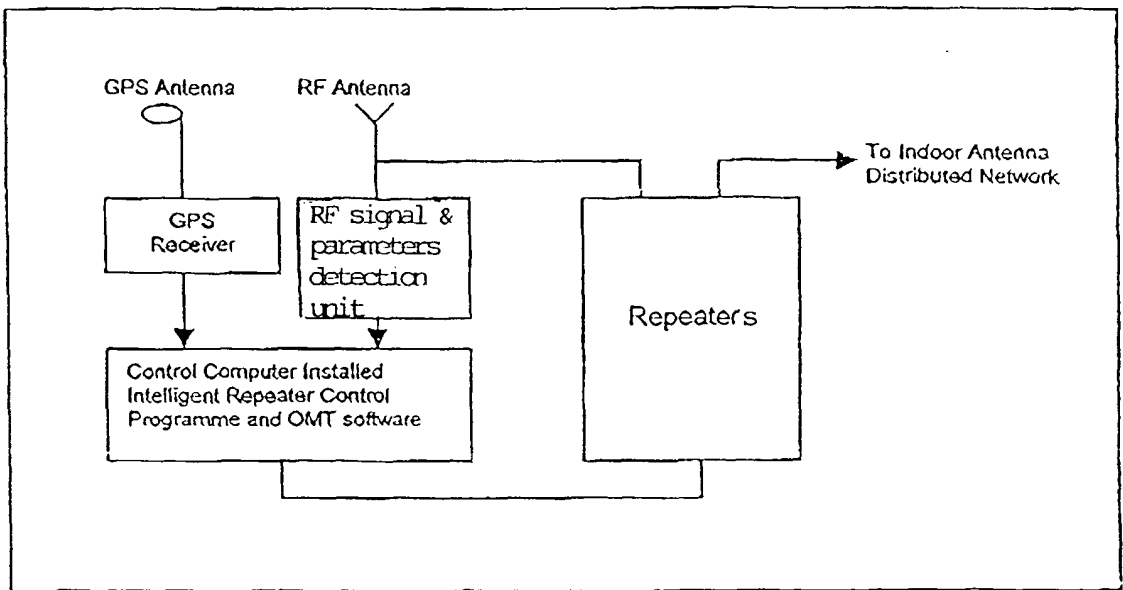 GPS Antenna
RF Antenna
To Indoor Antenna
Distributed Network
GPS
Receiver
RF signal &
parameters
detection
unit
Repeaters
Control Computer Installed
Intelligent Repeater Control
Programme and OMT software